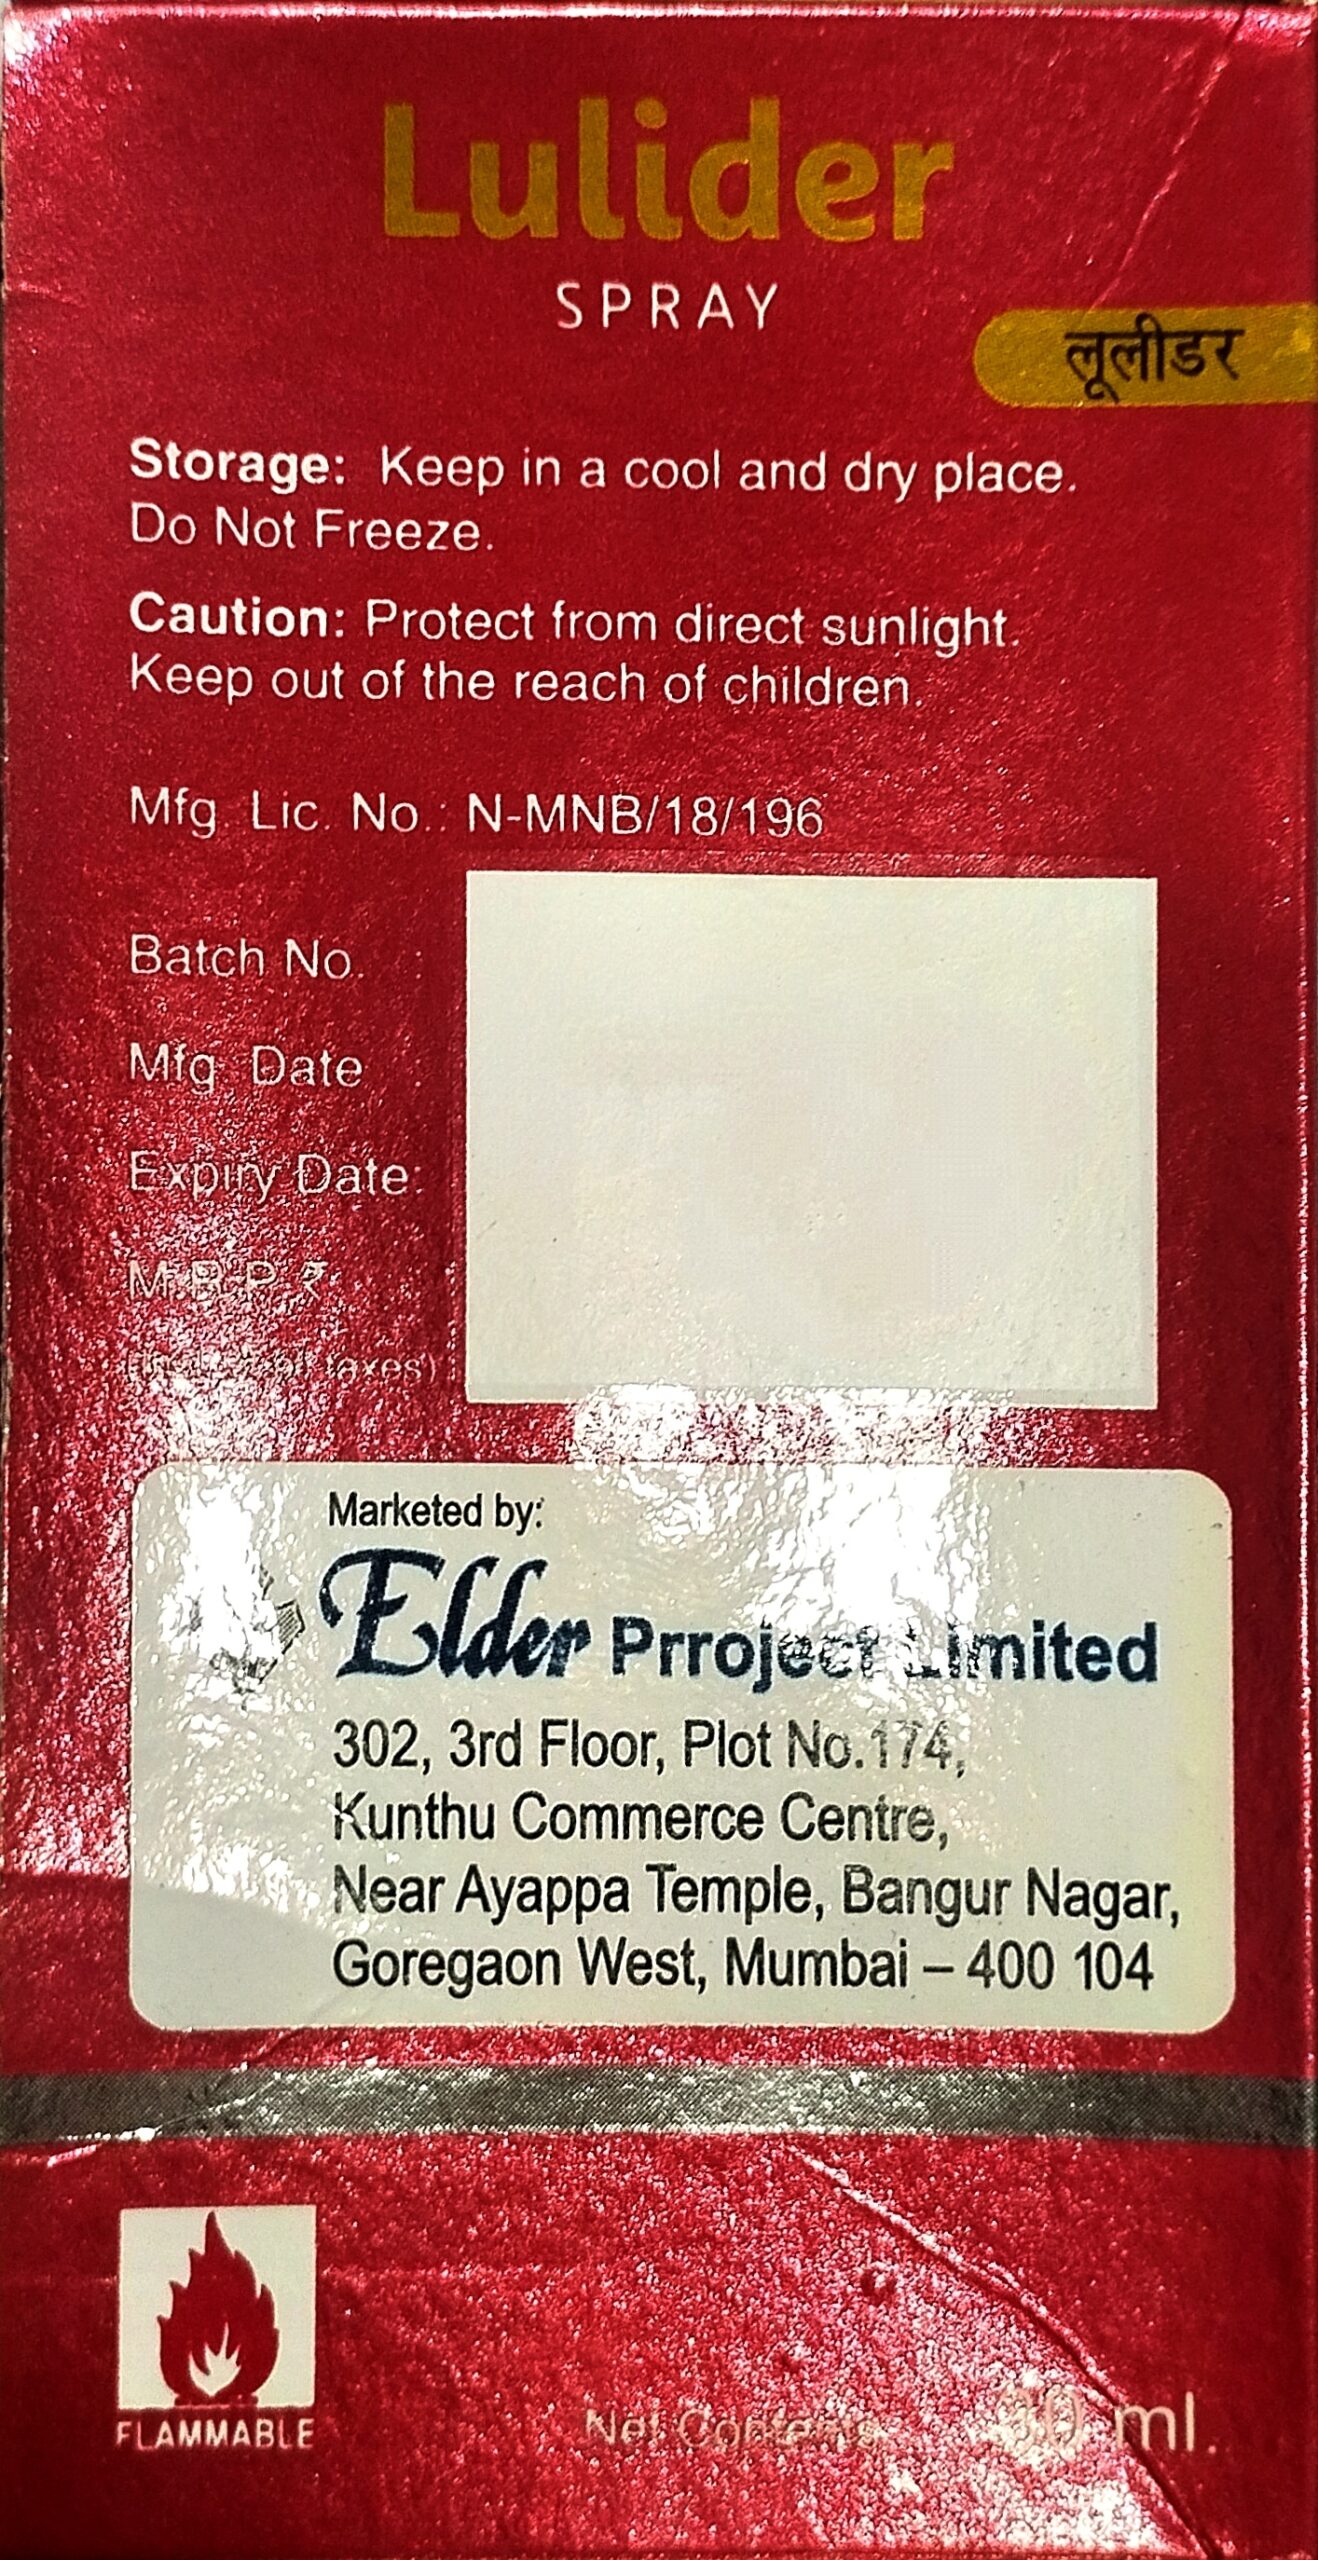 Lulider
SPRAY
लूलीडर
Storage: Keep in a cool and dry place.
Do Not Freeze.
Caution: Protect from direct sunlight.
Keep out of the reach of children.
Mfg. Lic. No.: N-MNB/18/196
Batch No. :
Mfg. Date :
Expiry Date:
M.R.P. ₹
taxes)
Marketed by:
Elder Prroject Limited
302, 3rd Floor, Plot No.174,
Kunthu Commerce Centre,
Near Ayappa Temple, Bangur Nagar,
Goregaon West, Mumbai – 400 104
FLAMMABLE
Net Contents ml.